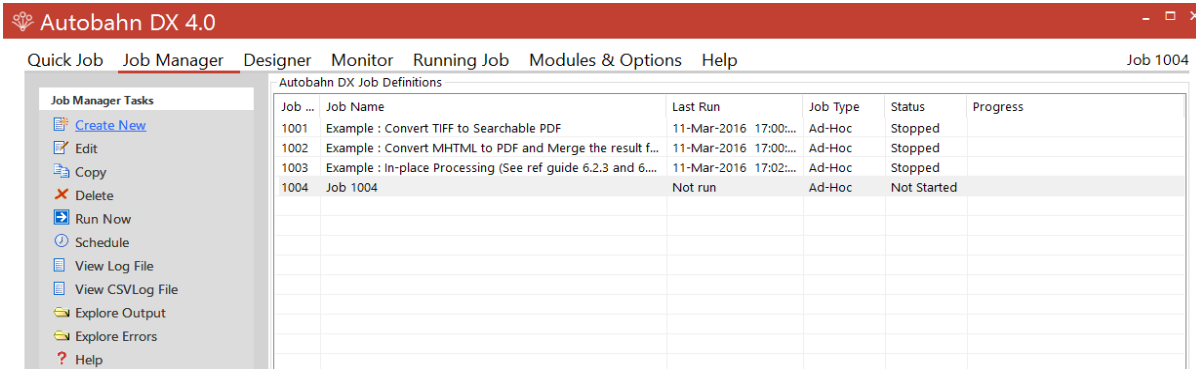 Autobahn DX 4.0
Quick Job Job Manager Designer Monitor Running Job Modules & Options Help Job 1004
Job Manager Tasks
Create New
Edit
Copy
Delete
Run Now
Schedule
View Log File
View CSVLog File
Explore Output
Explore Errors
? Help
Autobahn DX Job Definitions
Job ... Job Name Last Run Job Type Status Progress
1001 Example : Convert TIFF to Searchable PDF 11-Mar-2016 17:00:... Ad-Hoc Stopped
1002 Example : Convert MHTML to PDF and Merge the result f... 11-Mar-2016 17:00:... Ad-Hoc Stopped
1003 Example : In-place Processing (See ref guide 6.2.3 and 6.... 11-Mar-2016 17:02:... Ad-Hoc Stopped
1004 Job 1004 Not run Ad-Hoc Not Started